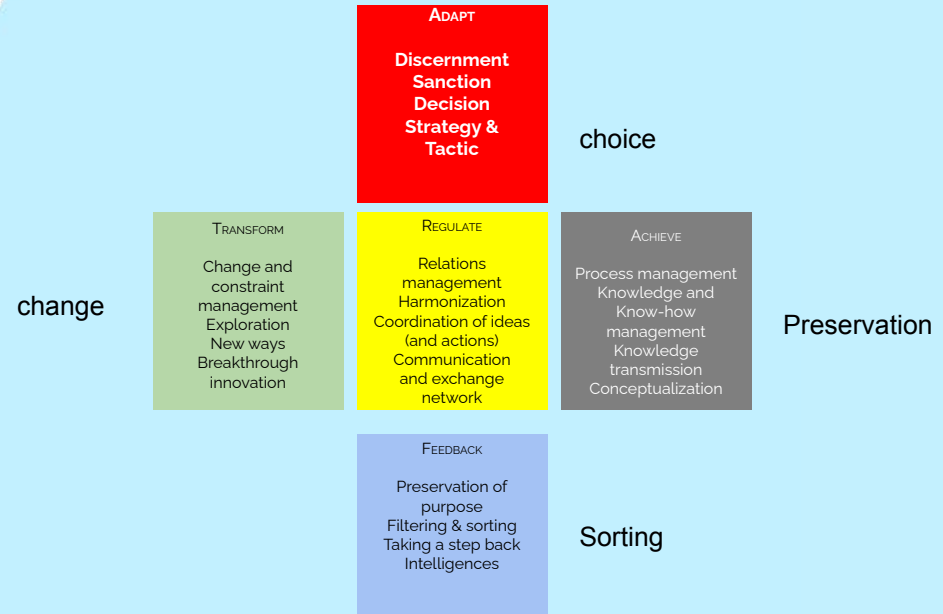 ADAPT
Discernment
Sanction
Decision
Strategy &
Tactic
choice
change
TRANSFORM
Change and
constraint
management
Exploration
New ways
Breakthrough
innovation
REGULATE
Relations
management
Harmonization
Coordination of ideas
(and actions)
Communication
and exchange
network
ACHIEVE
Process management
Knowledge and
Know-how
management
Knowledge
transmission
Conceptualization
Preservation
FEEDBACK
Preservation of
purpose
Filtering & sorting
Taking a step back
Intelligences
Sorting